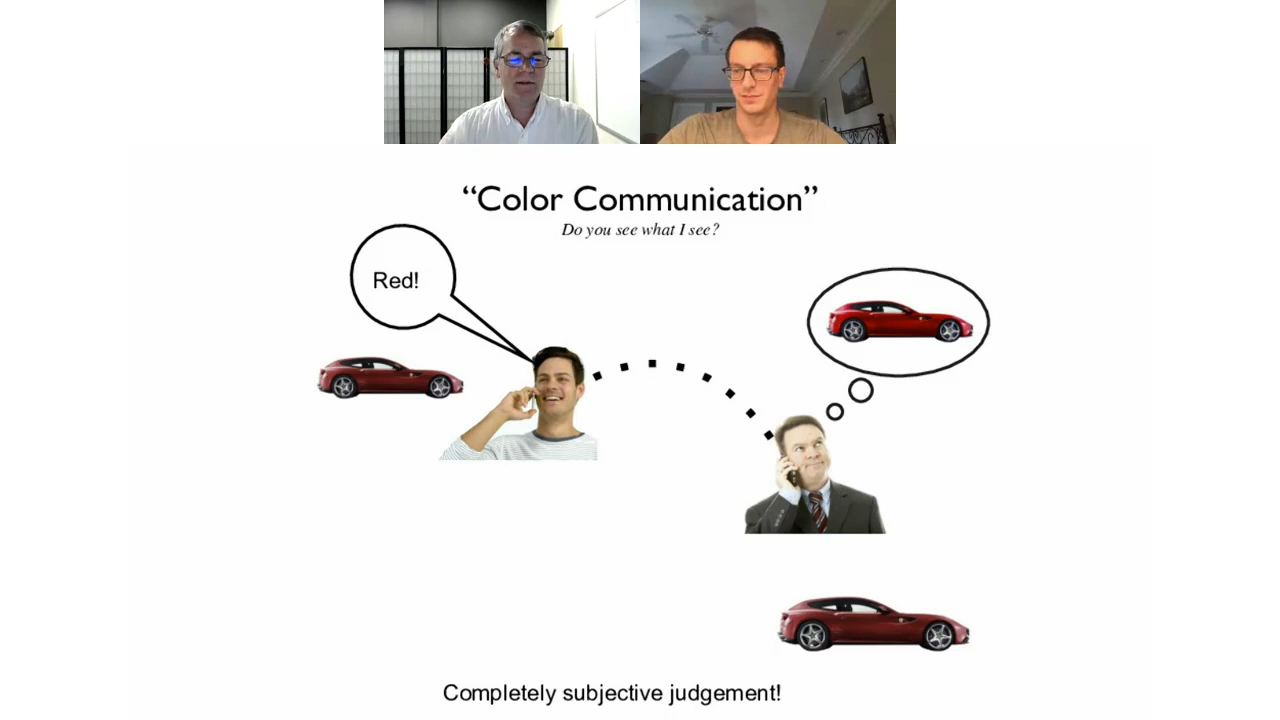 “Color Communication”
Do you see what I see?
Red!
Completely subjective judgement!